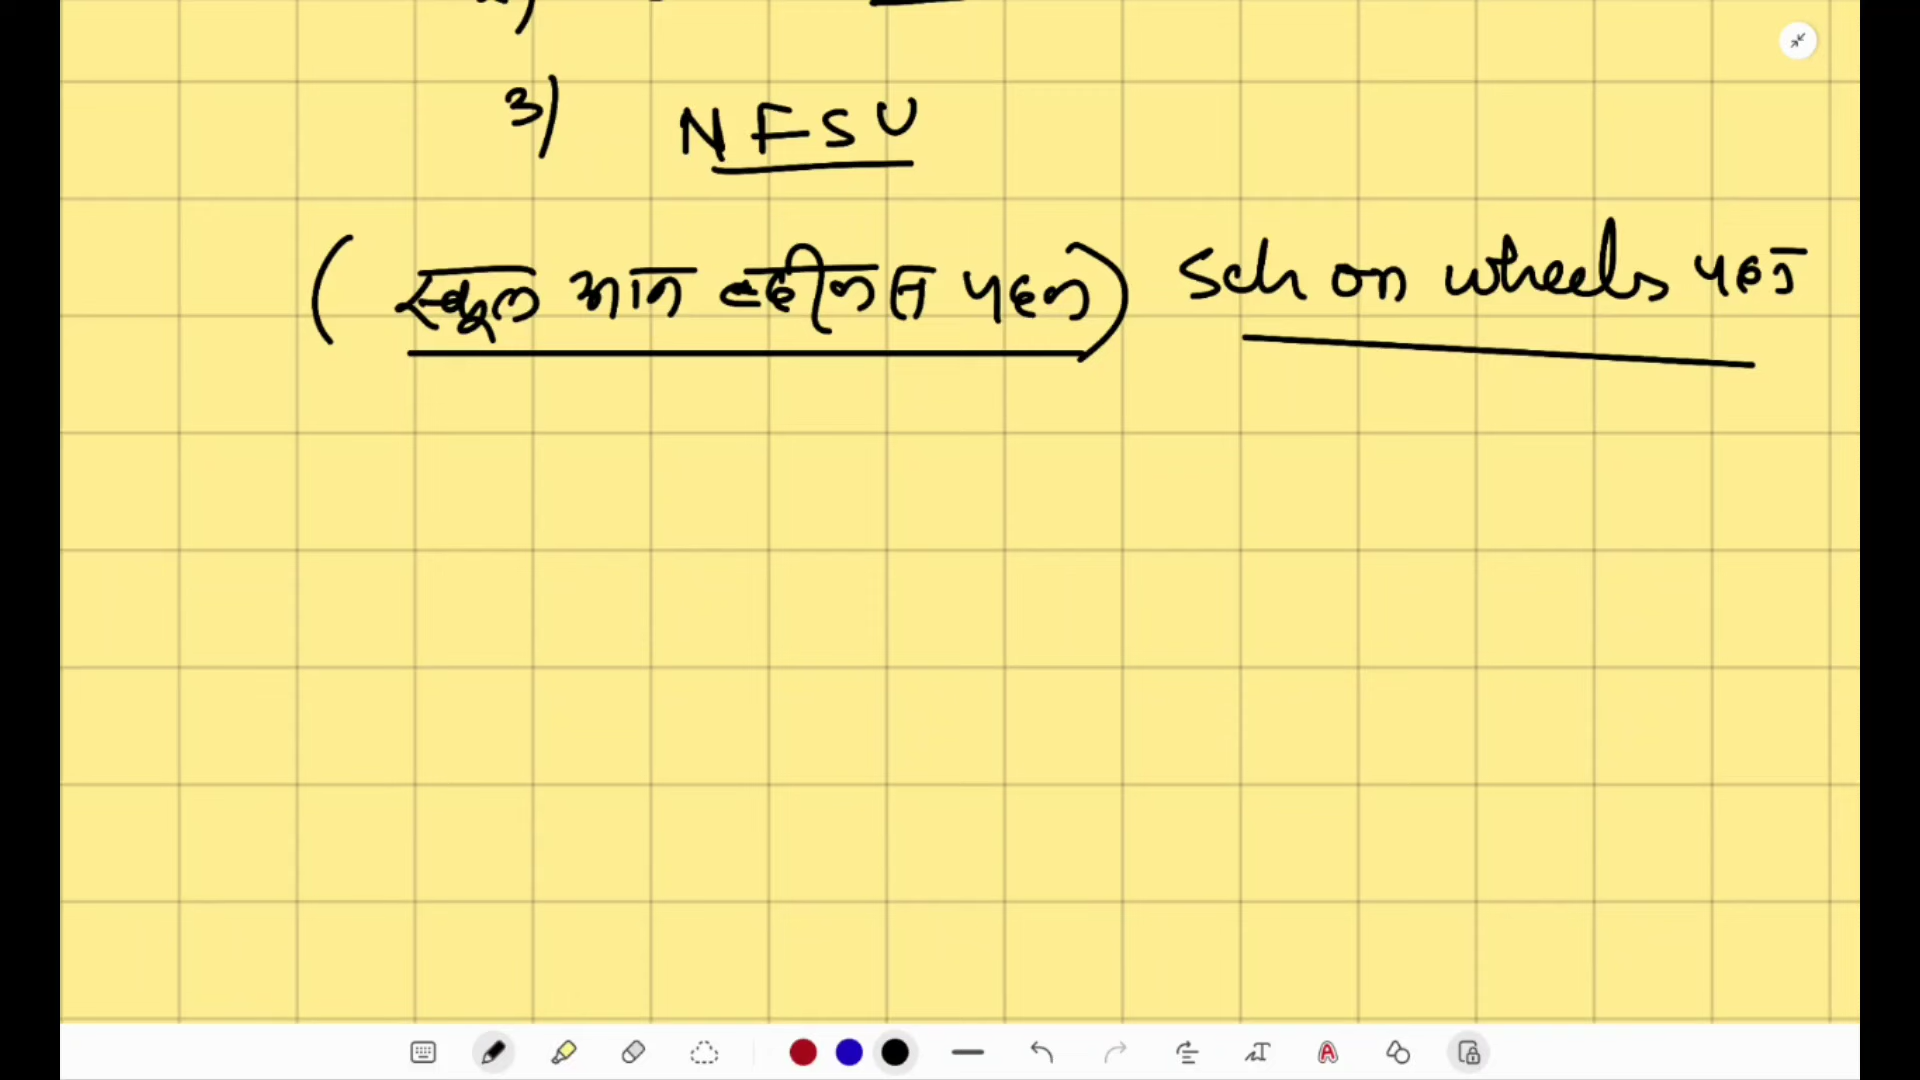 3) NFSU
(स्कूल आन व्हील स पहल) Sch on wheels पहल